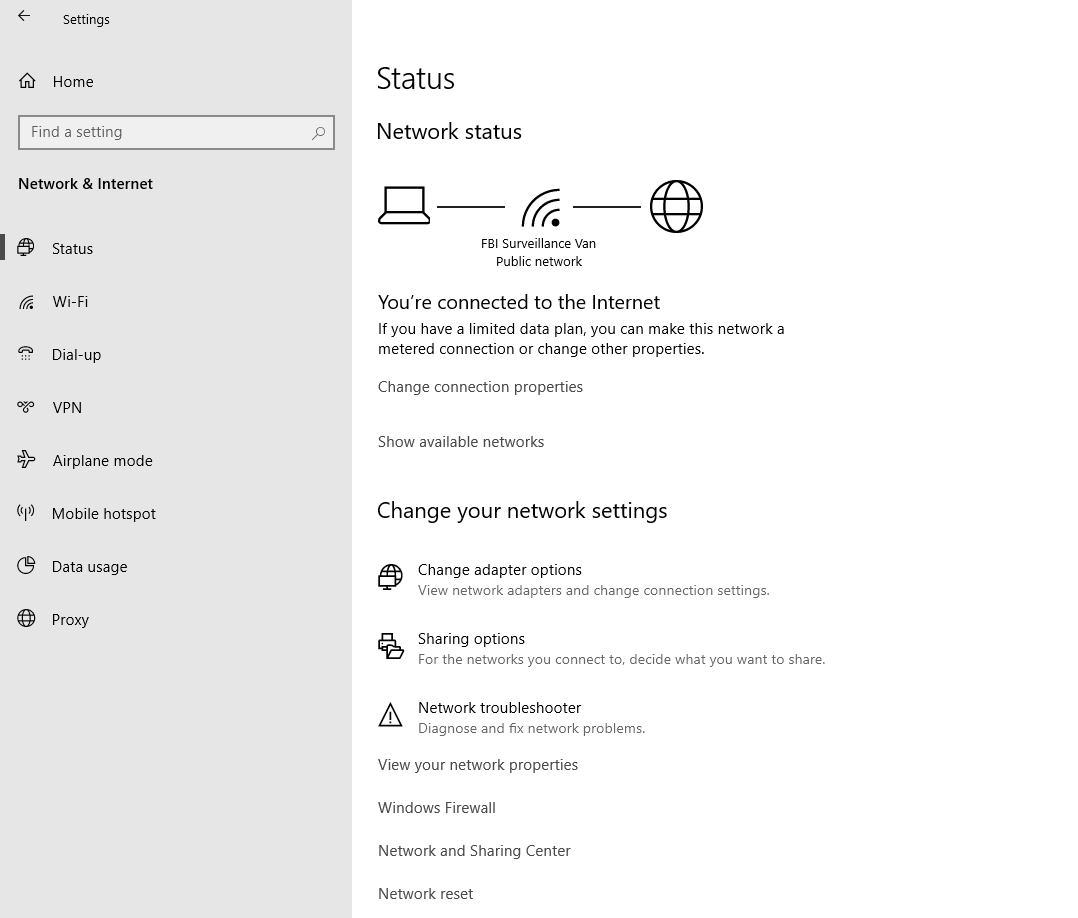 Settings
Home
Find a setting
Network & Internet
Status
Wi-Fi
Dial-up
VPN
Airplane mode
Mobile hotspot
Data usage
Proxy
Status
Network status
FBI Surveillance Van
Public network
You’re connected to the Internet
If you have a limited data plan, you can make this network a
metered connection or change other properties.
Change connection properties
Show available networks
Change your network settings
Change adapter options
View network adapters and change connection settings.
Sharing options
For the networks you connect to, decide what you want to share.
Network troubleshooter
Diagnose and fix network problems.
View your network properties
Windows Firewall
Network and Sharing Center
Network reset